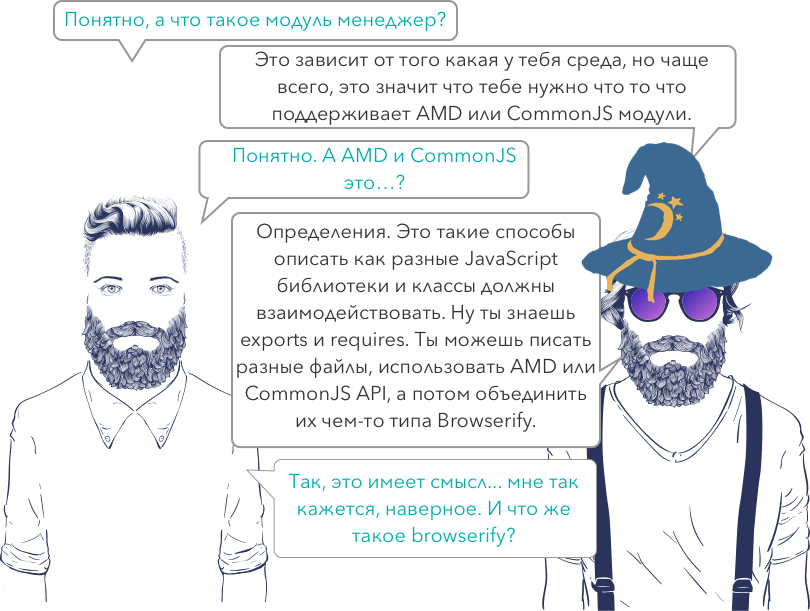 Понятно, а что такое модуль менеджер?
Это зависит от того какая у тебя среда, но чаще
всего, это значит что тебе нужно что то что
поддерживает AMD или CommonJS модули.
Понятно. А AMD и CommonJS
это...?
Определения. Это такие способы
описать как разные JavaScript
библиотеки и классы должны
взаимодействовать. Ну ты знаешь
exports и requires. Ты можешь писать
разные файлы, использовать AMD или
CommonJS API, а потом объединить
их чем-то типа Browserify.
Так, это имеет смысл... мне так
кажется, наверное. И что же
такое browserify?